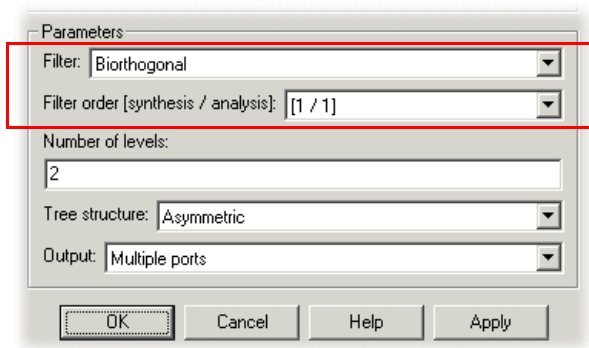 Parameters
Filter: Biorthogonal
Filter order [synthesis / analysis]: [1 / 1]
Number of levels:
2
Tree structure: Asymmetric
Output: Multiple ports
OK Cancel Help Apply